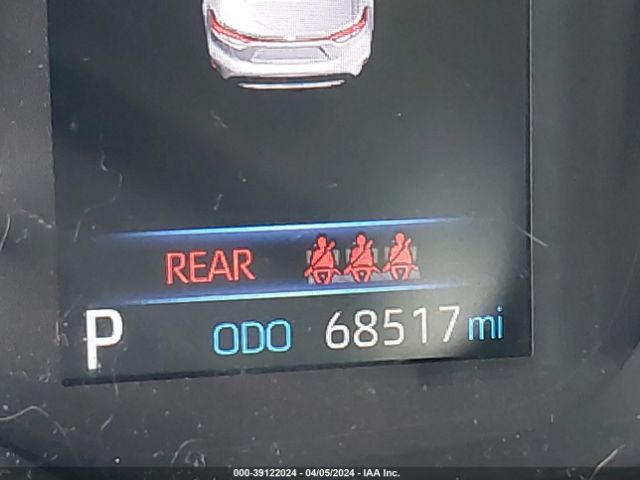 REAR
P ODO 68517 mi
000-39122024 - 04/05/2024 - IAA Inc.